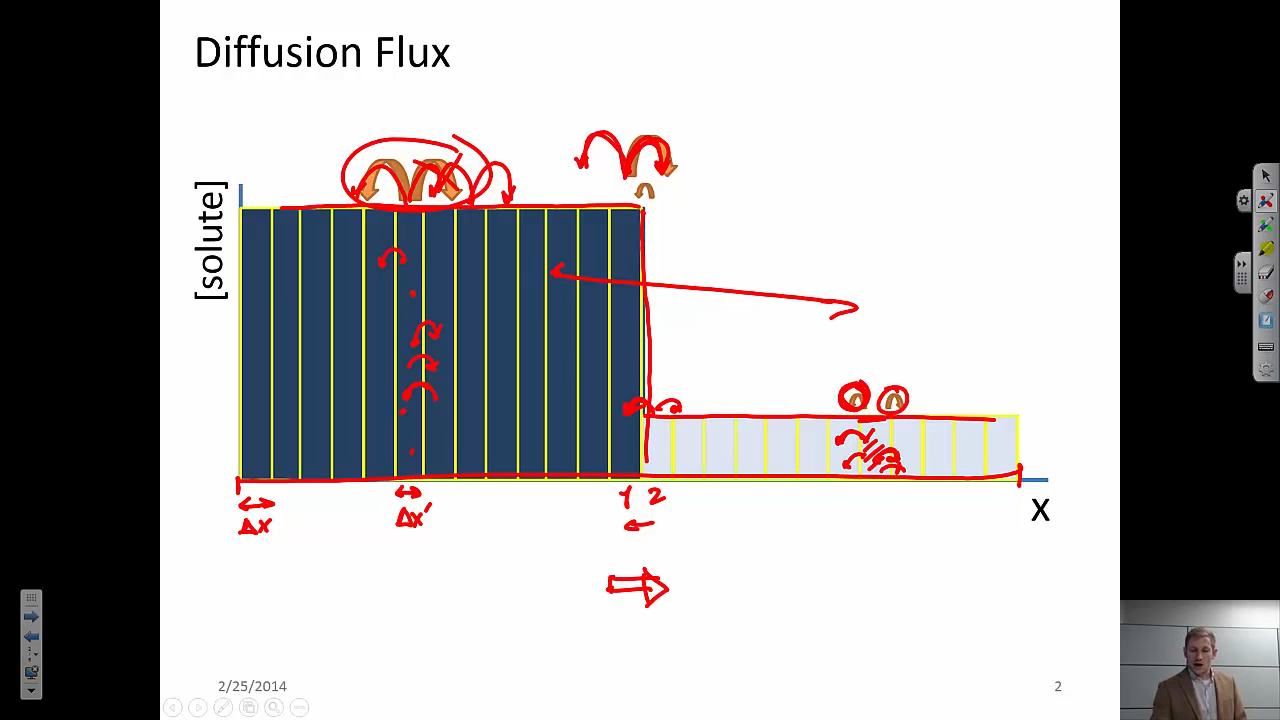 Diffusion Flux
[solute]
1 2
Δx
Δx'
X
2/25/2014
2